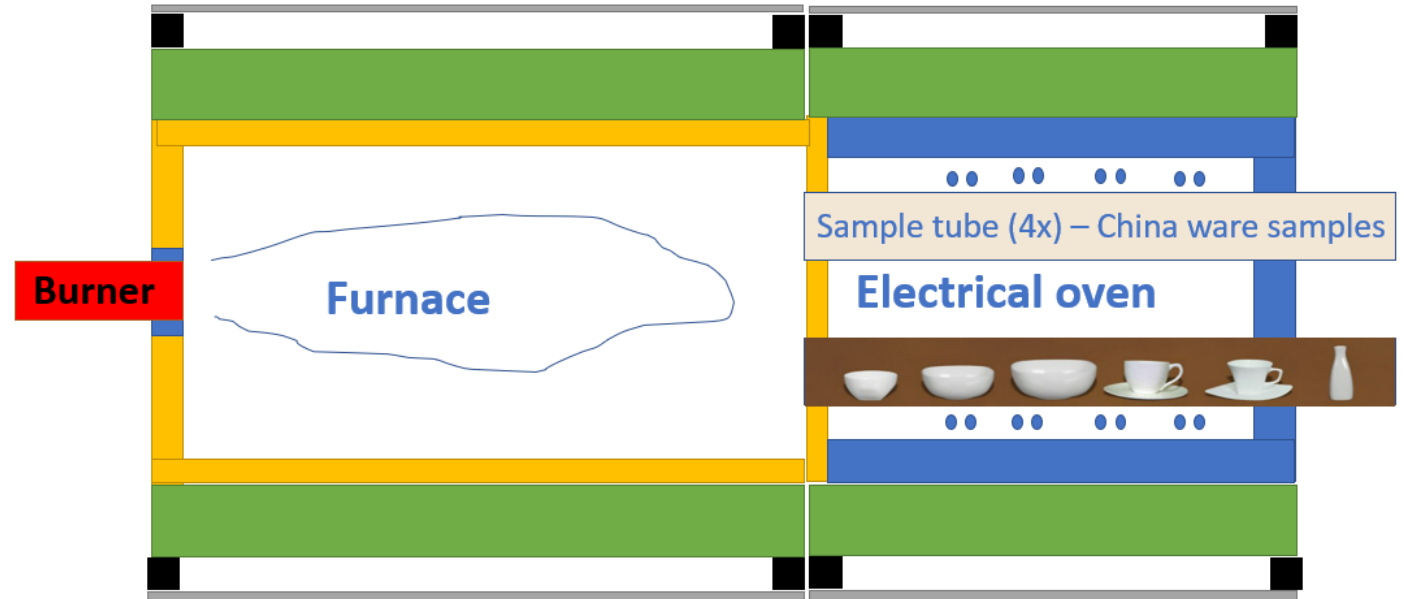 Sample tube (4x) – China ware samples
Burner
Furnace
Electrical oven